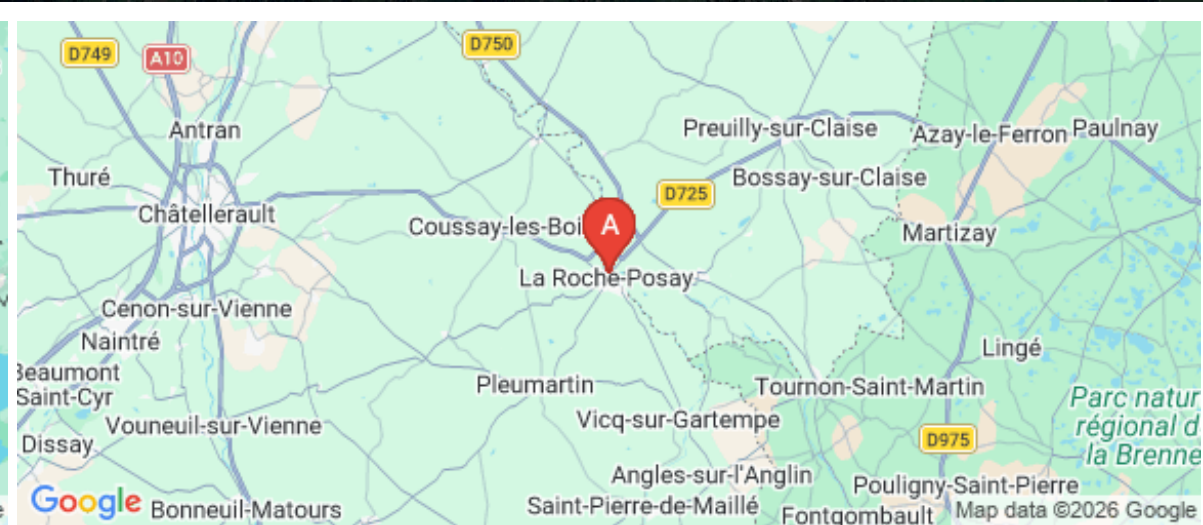 D749
A10
D750
Antran
Preuilly-sur-Claise
Azay-le-Ferron
Paulnay
Thuré
Bossay-sur-Claise
D725
Châtellerault
Coussay-les-Boi
A
Martizay
La Roche-Posay
Cenon-sur-Vienne
Naintré
Lingé
Beaumont
Saint-Cyr
Pleumartin
Tournon-Saint-Martin
Parc natur
régional d
la Brenne
Vouneuil-sur-Vienne
Vicq-sur-Gartempe
Dissay
D975
Angles-sur-l'Anglin
Pouligny-Saint-Pierre
Google
Bonneuil-Matours
Saint-Pierre-de-Maillé
Fontgombault
Map data ©2026 Google